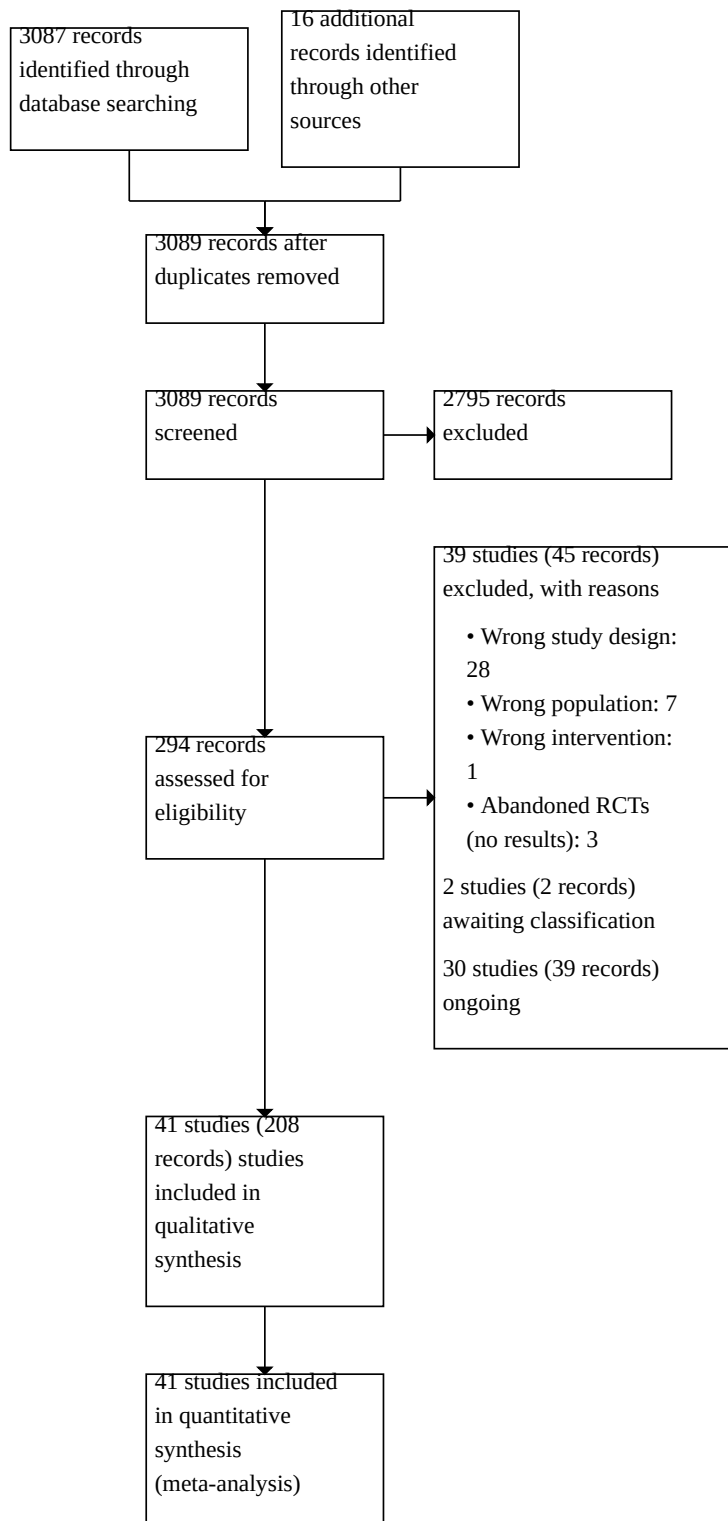 3087 records
identified through
database searching
16 additional
records identified
through other
sources
3089 records after
duplicates removed
3089 records
screened
2795 records
excluded
39 studies (45 records)
excluded, with reasons
• Wrong study design:
28
• Wrong population: 7
• Wrong intervention:
1
• Abandoned RCTs
(no results): 3
2 studies (2 records)
awaiting classification
30 studies (39 records)
ongoing
294 records
assessed for
eligibility
41 studies (208
records) studies
included in
qualitative
synthesis
41 studies included
in quantitative
synthesis
(meta-analysis)